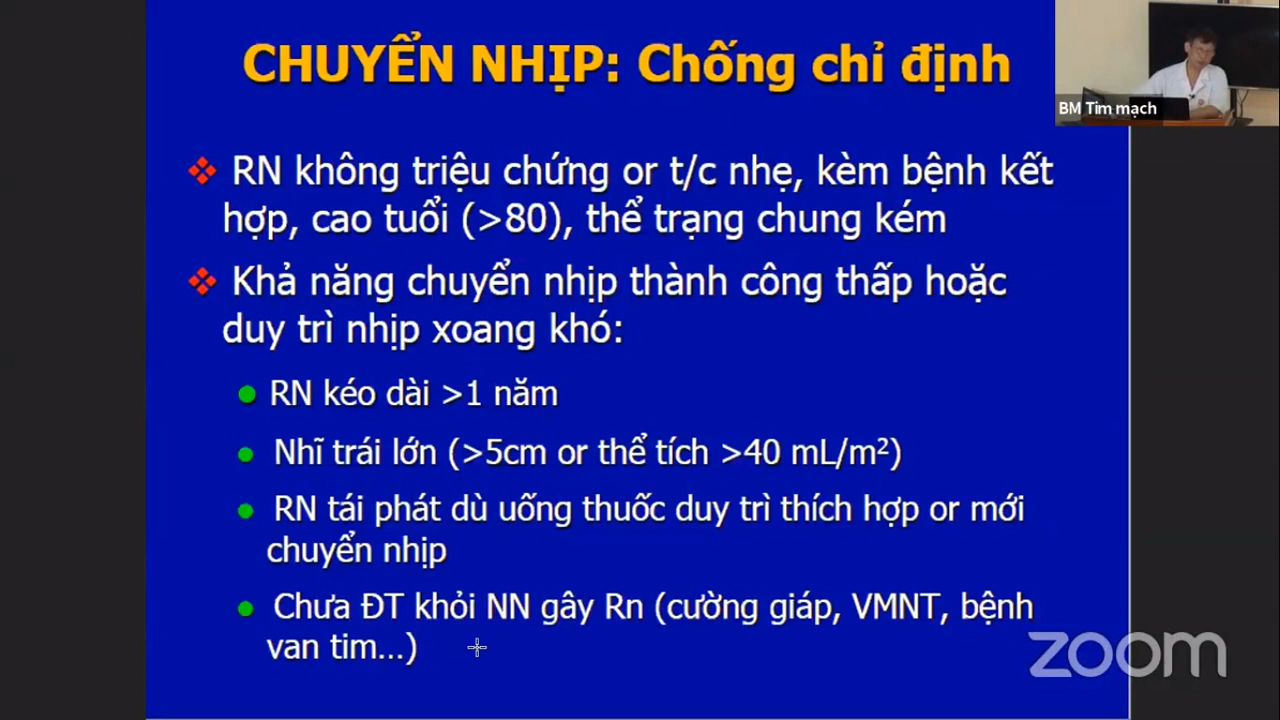 CHUYỂN NHỊP: Chống chỉ định
BM Tim mạch
RN không triệu chứng or t/c nhẹ, kèm bệnh kết
hợp, cao tuổi (>80), thể trạng chung kém
Khả năng chuyển nhịp thành công thấp hoặc
duy trì nhịp xoang khó:
RN kéo dài >1 năm
Nhĩ trái lớn (>5cm or thể tích >40 mL/m²)
RN tái phát dù uống thuốc duy trì thích hợp or mới
chuyển nhịp
Chưa ĐT khỏi NN gây Rn (cường giáp, VMNT, bệnh
van tim...)
zoom